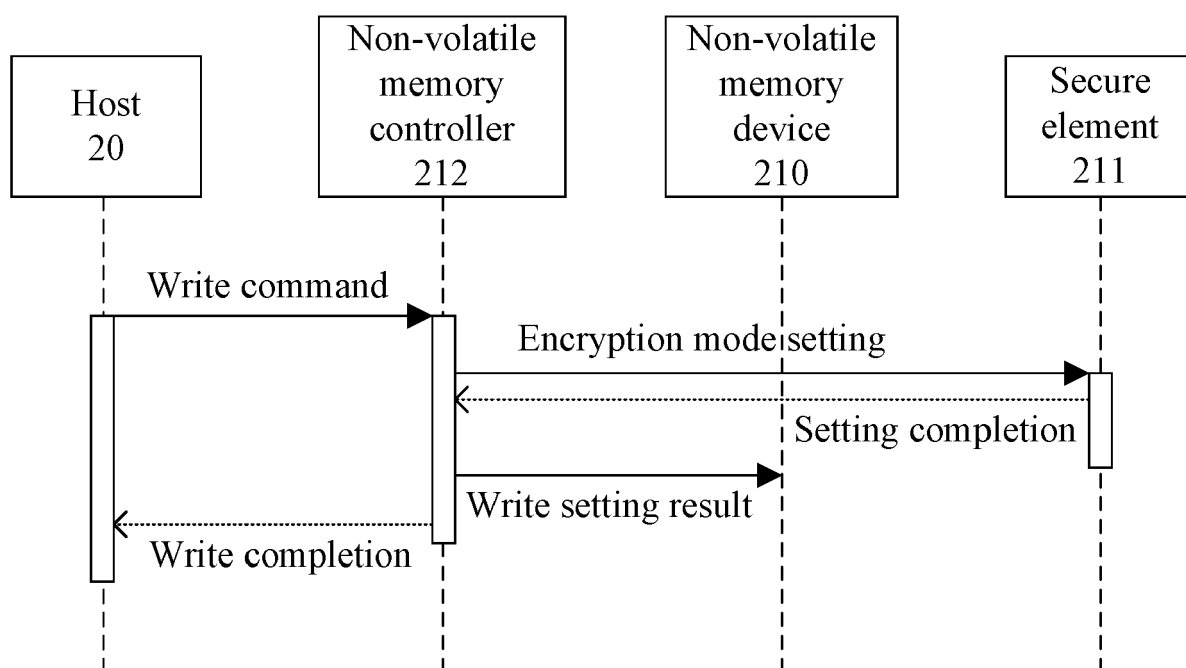 Host
20
Non-volatile
memory
controller
212
Non-volatile
memory
device
210
Secure
element
211
Write command
Encryption mode setting
Setting completion
Write setting result
Write completion